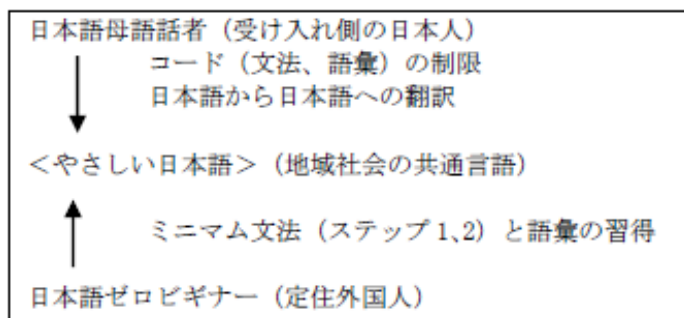 日本語母語話者（受け入れ側の日本人）
コード（文法、語彙）の制限
日本語から日本語への翻訳
＜やさしい日本語＞（地域社会の共通言語）
ミニマム文法（ステップ1､2）と語彙の習得
日本語ゼロビギナー（定住外国人）